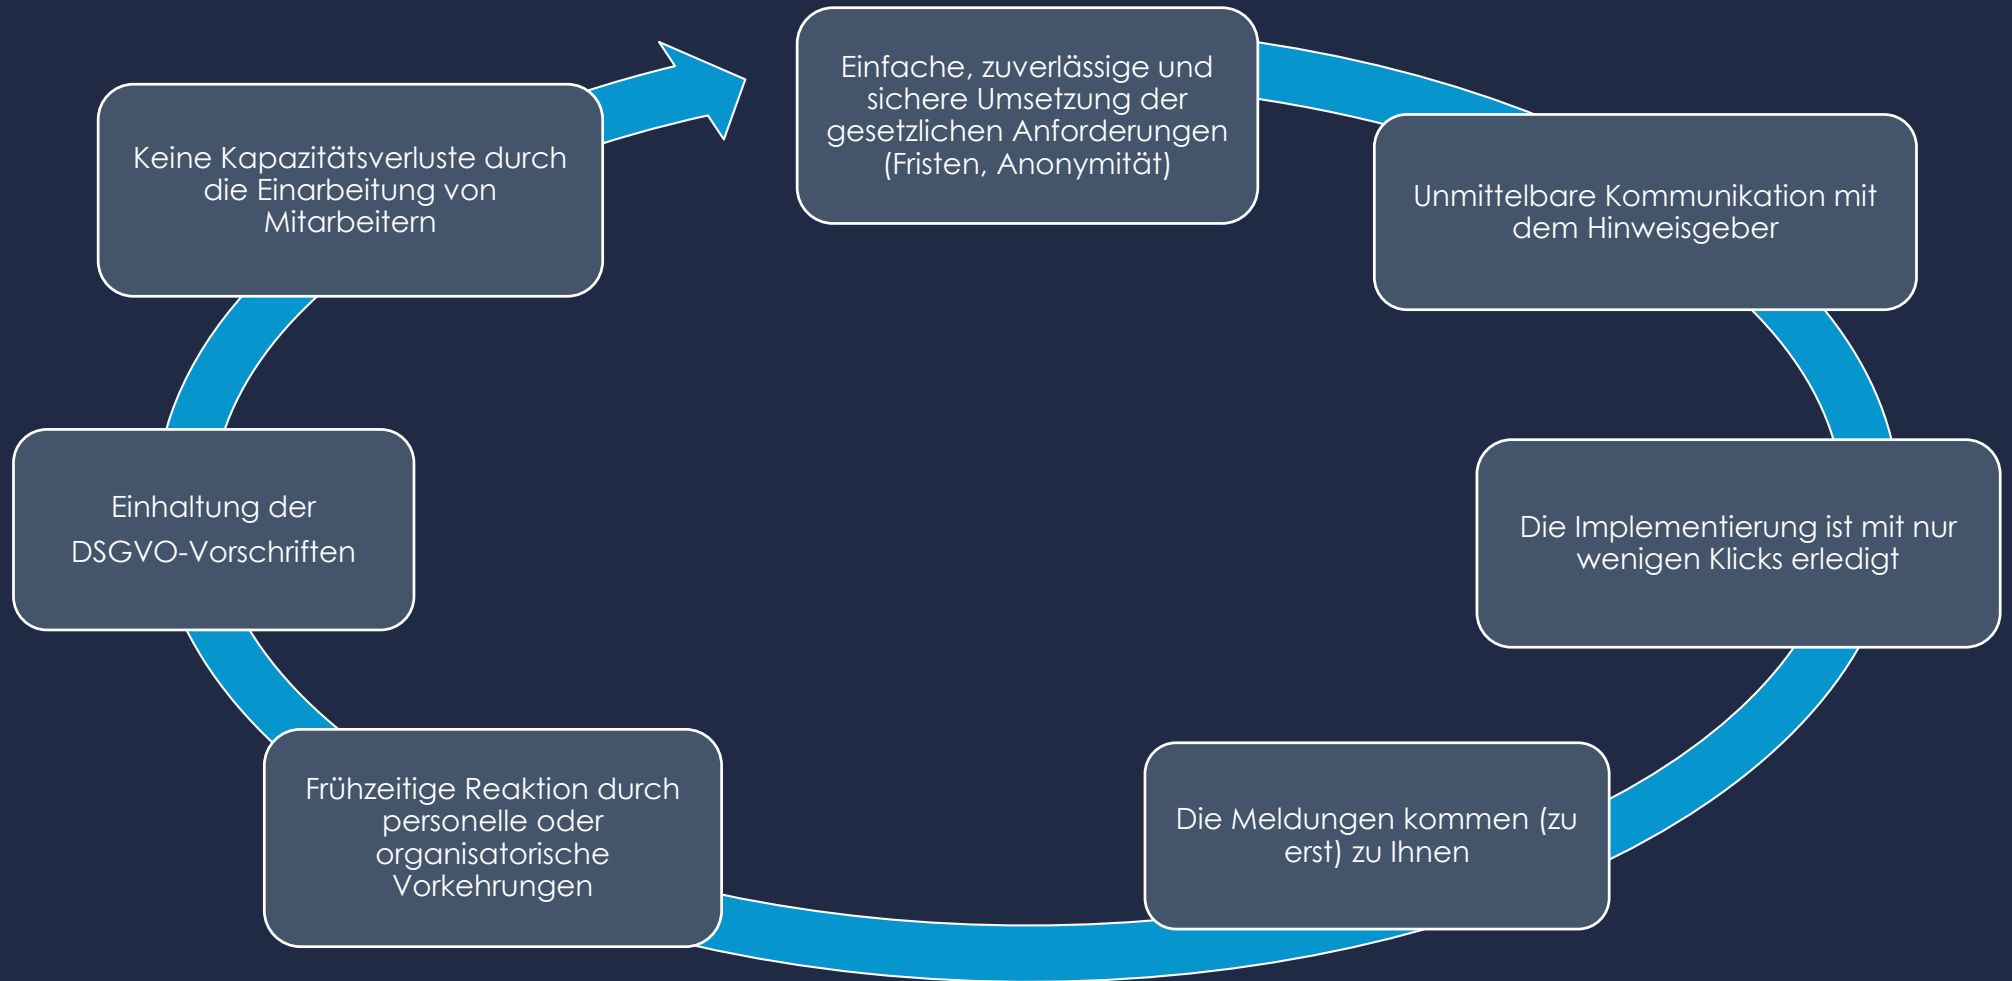 Einfache, zuverlässige und
sichere Umsetzung der
gesetzlichen Anforderungen
(Fristen, Anonymität)
Unmittelbare Kommunikation mit
dem Hinweisgeber
Die Implementierung ist mit nur
wenigen Klicks erledigt
Die Meldungen kommen (zu
erst) zu Ihnen
Frühzeitige Reaktion durch
personelle oder
organisatorische
Vorkehrungen
Einhaltung der
DSGVO-Vorschriften
Keine Kapazitätsverluste durch
die Einarbeitung von
Mitarbeitern